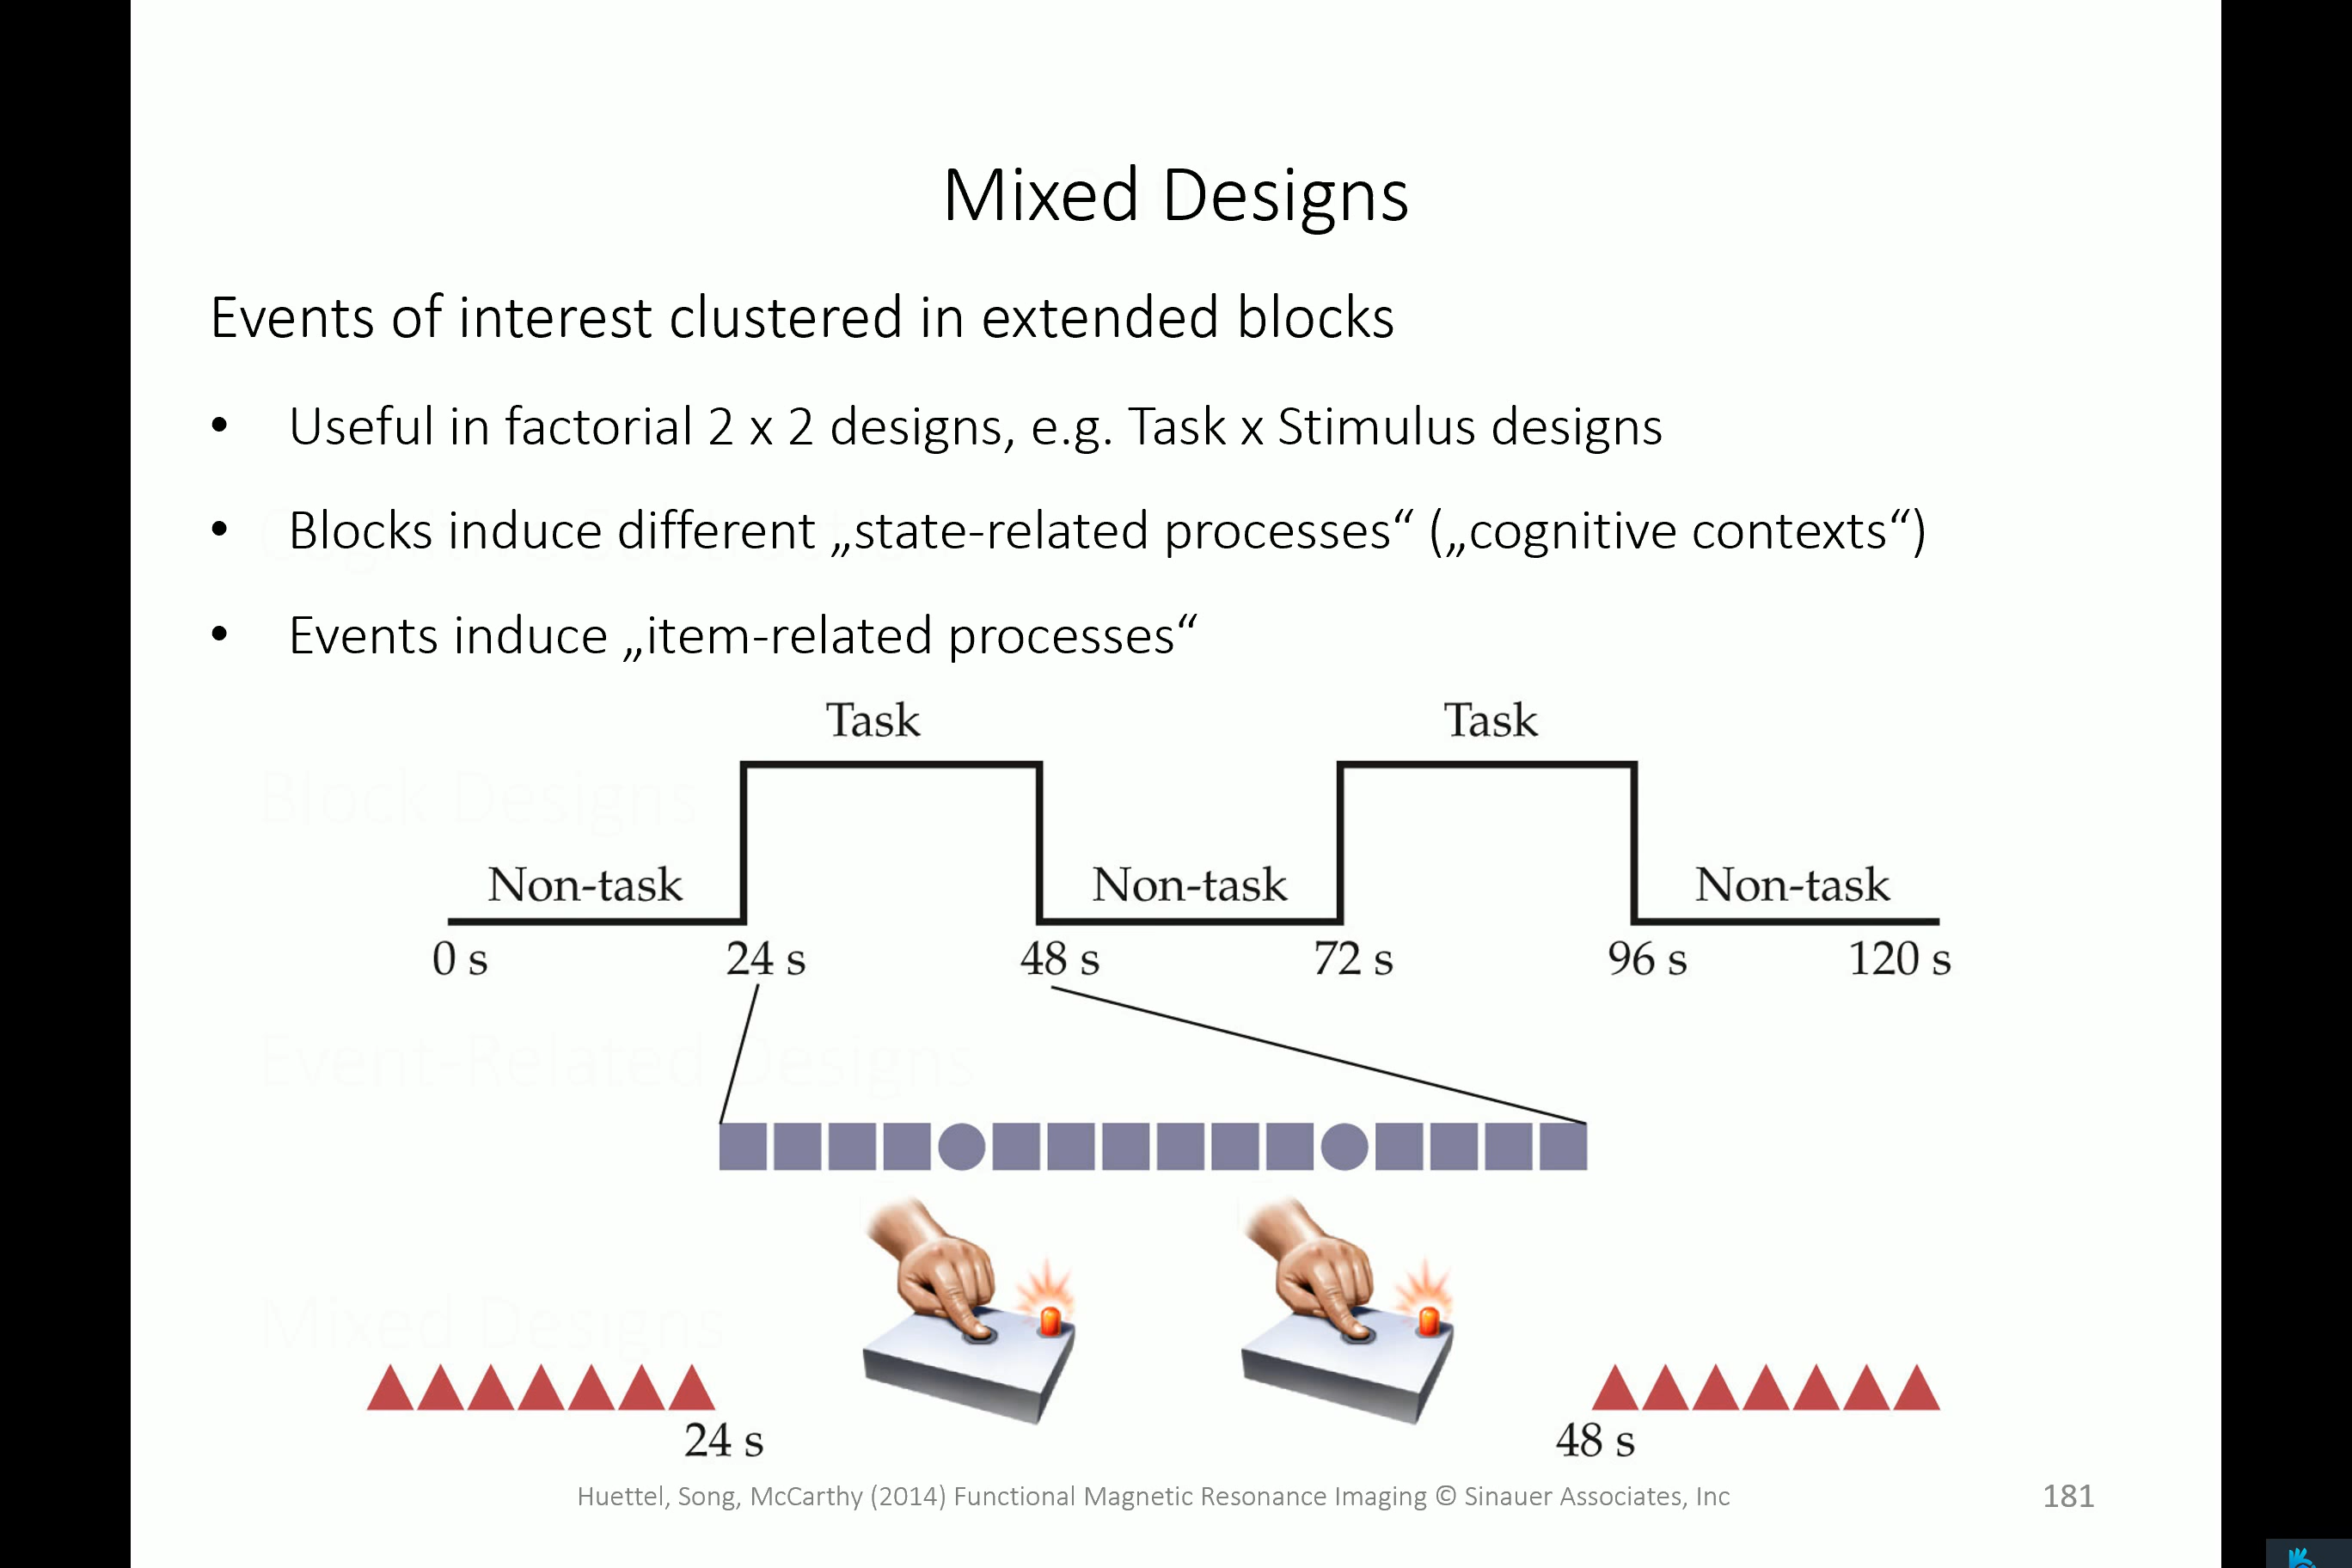 Mixed Designs
Events of interest clustered in extended blocks
• Useful in factorial 2 x 2 designs, e.g. Task x Stimulus designs
• Blocks induce different „state-related processes“ („cognitive contexts“)
• Events induce „item-related processes“
Task Task
Block Designs
Non-task Non-task Non-task
0 s 24 s 48 s 72 s 96 s 120 s
Event-Related Designs
Mixed Designs
24 s 48 s
Huettel, Song, McCarthy (2014) Functional Magnetic Resonance Imaging © Sinauer Associates, Inc 181